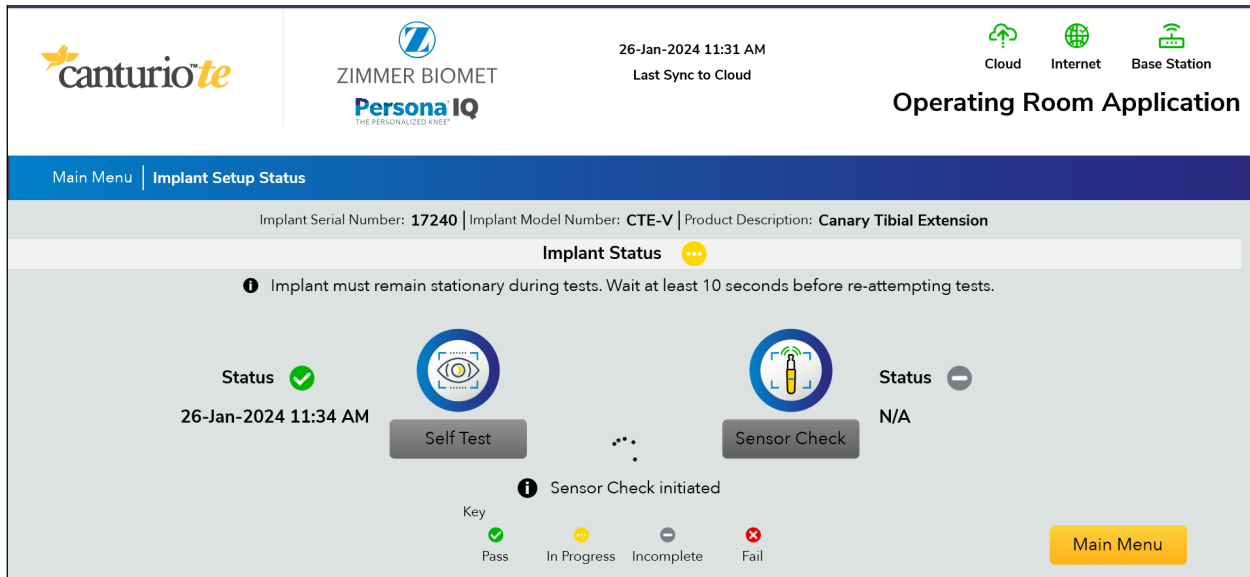 canturio™te
ZIMMER BIOMET
Persona IQ
THE PERSONALIZED KNEE®
26-Jan-2024 11:31 AM
Last Sync to Cloud
Cloud
Internet
Base Station
Operating Room Application
Main Menu | Implant Setup Status
Implant Serial Number: 17240 | Implant Model Number: CTE-V | Product Description: Canary Tibial Extension
Implant Status
Implant must remain stationary during tests. Wait at least 10 seconds before re-attempting tests.
Status
26-Jan-2024 11:34 AM
Self Test
Sensor Check
Status
N/A
Sensor Check initiated
Key
Pass
In Progress
Incomplete
Fail
Main Menu